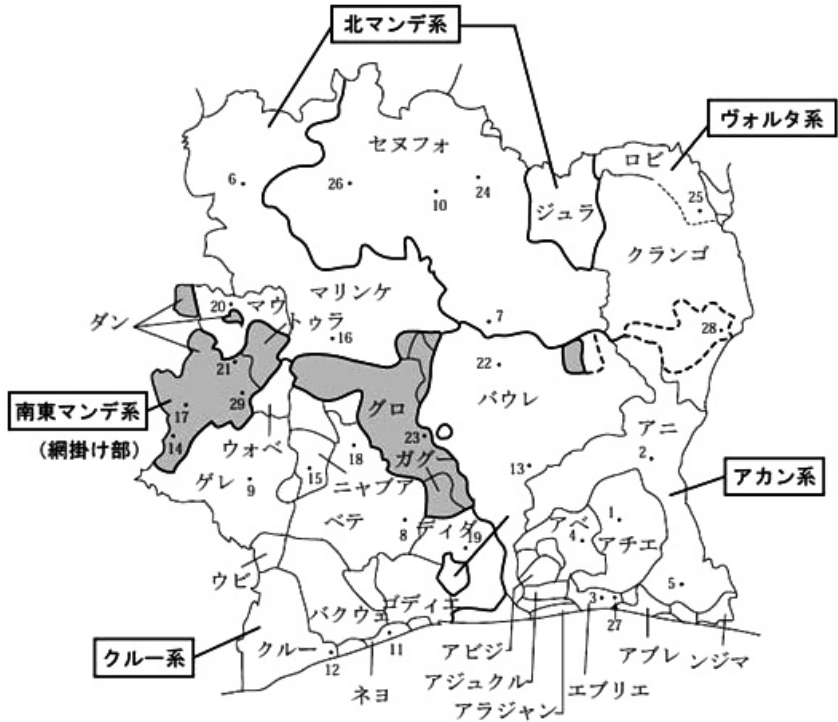 北マンデ系
ヴォルタ系
セヌフォ
ロビ
6
26
10
24
25
ジュラ
クランゴ
マリンケ
ダン
20
マウ
トゥラ
16
7
28
21
22
バウレ
南東マンデ系
(網掛け部)
17
29
14
グロ
アニ
ウォベ
23
ガグー
18
2
アカン系
ゲレ
9
15
ニャブア
13
ベテ
8
ディダ
19
アベ
4
1
アチエ
ウビ
5
バクウェ
ゴディエ
3
27
クルー系
クルー
12
11
ネヨ
アビジ
アジュクル
アラジャン
エブリエ
アブレ
ンジマ